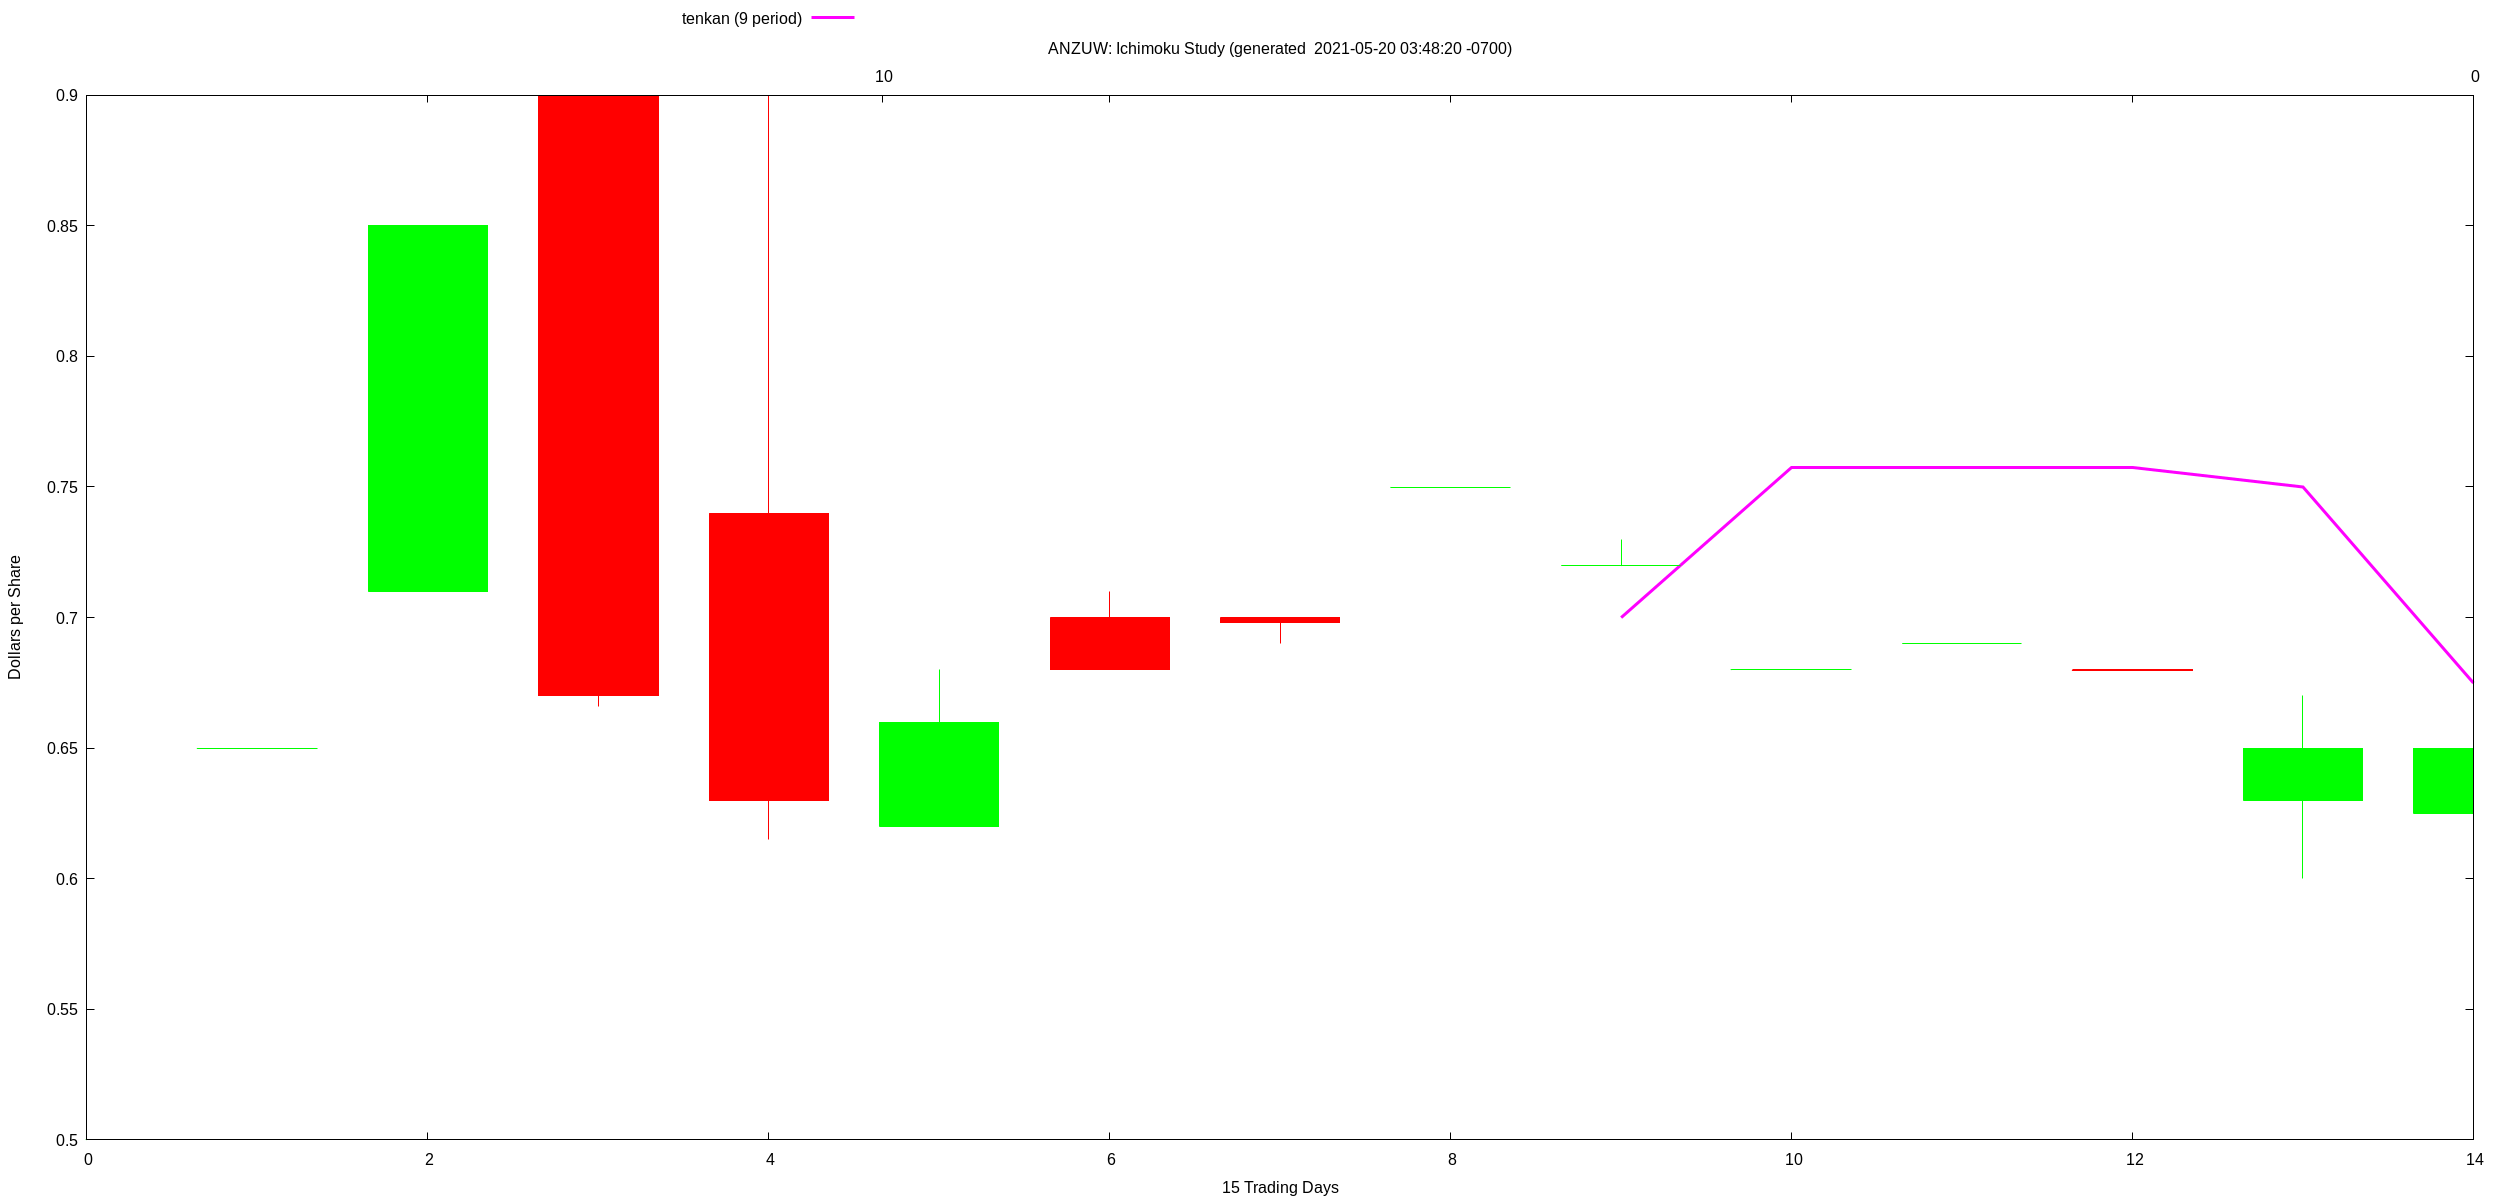 tenkan (9 period)
ANZUW: Ichimoku Study (generated  2021-05-20 03:48:20 -0700)
10 0
0.9
0.85
0.8
0.75
0.7
0.65
0.6
0.55
0.5
Dollars per Share
0 2 4 6 8 10 12 14
15 Trading Days